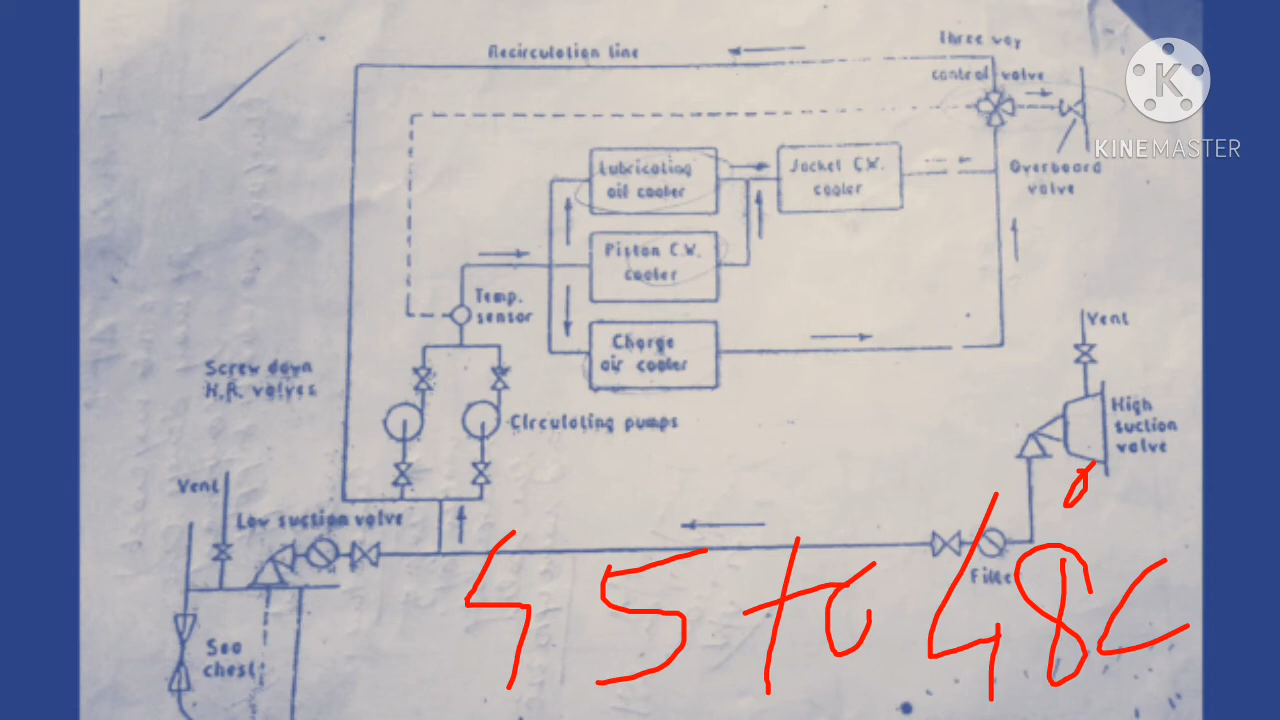 Recirculation line
Three way
control valve
K
KINEMASTER
Lubricating
oil cooler
Jacket C.W.
cooler
Overboard
valve
Piston C.W.
cooler
Temp.
sensor
Charge
air cooler
Vent
Screw down
N.R. valves
Circulating pumps
High
suction
valve
Vent
Low suction valve
Filter
45 to 48C
Sea
chest